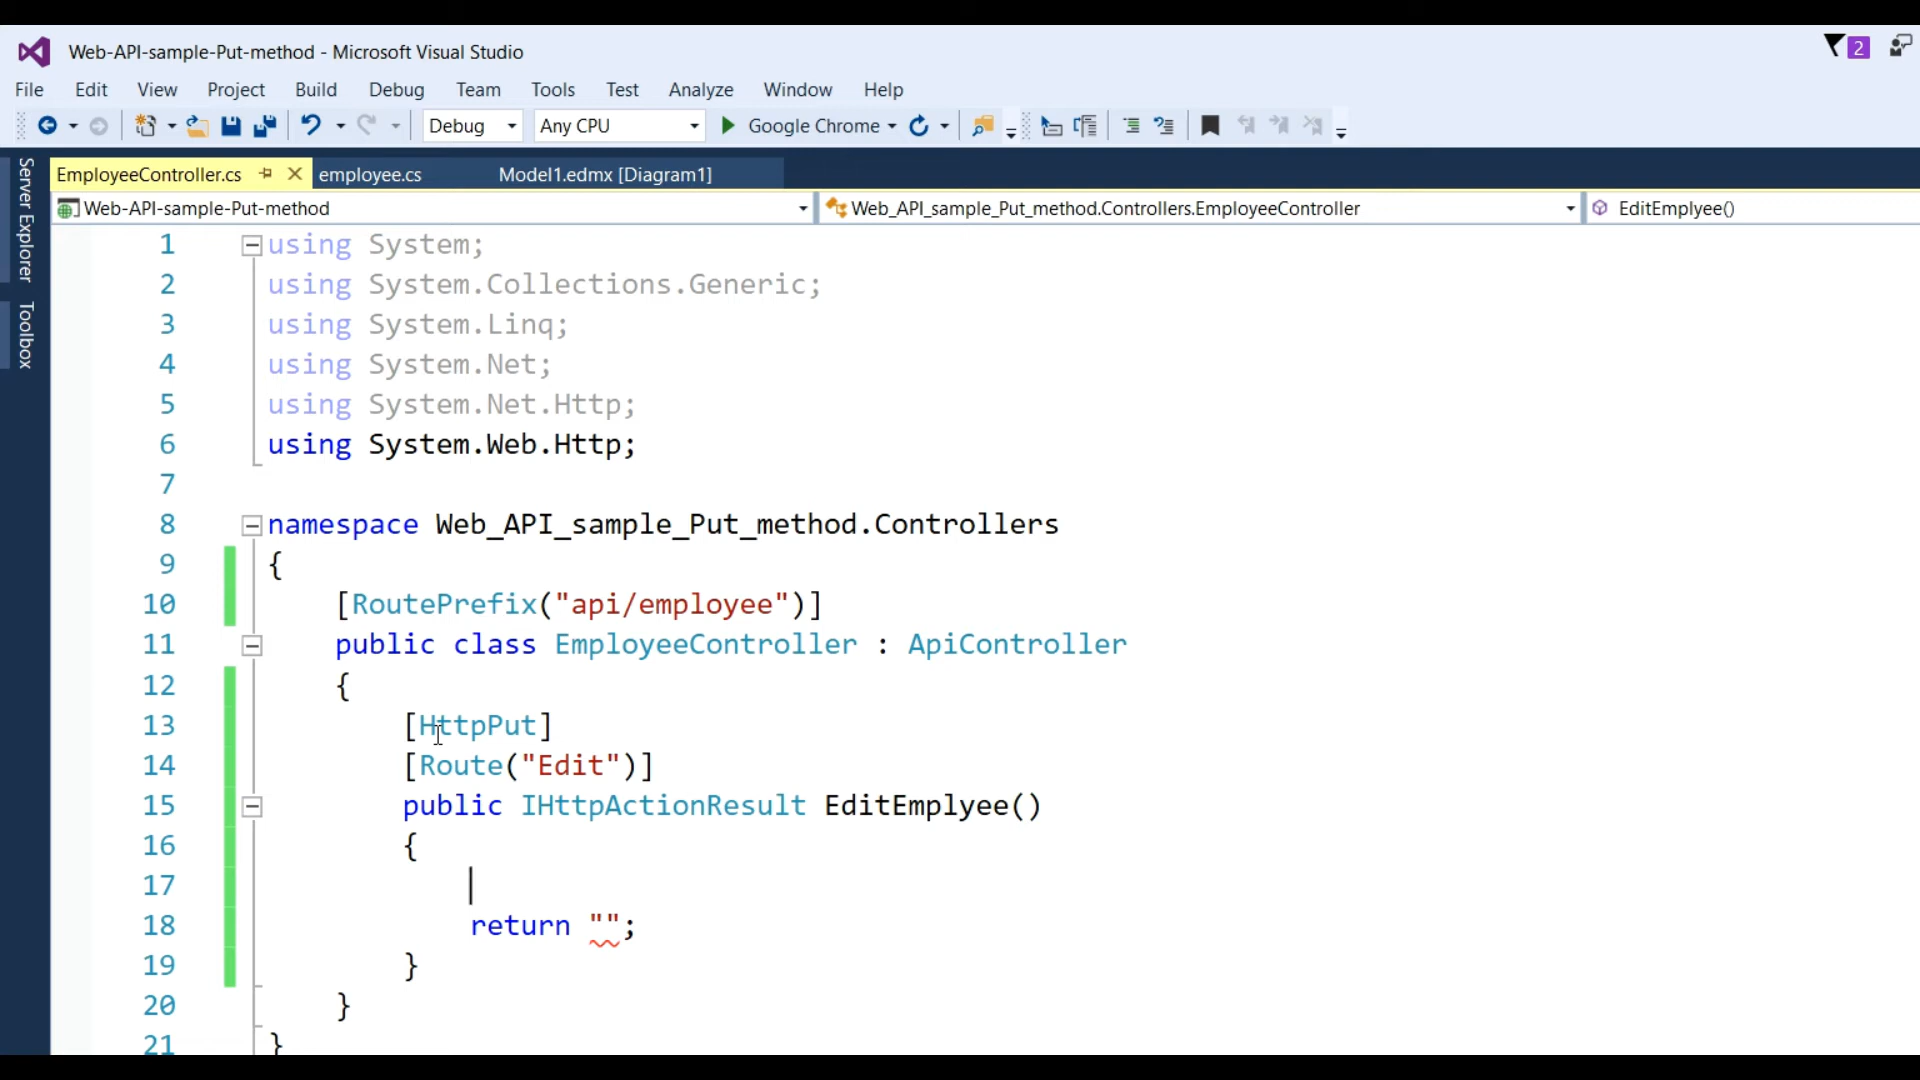 Web-API-sample-Put-method - Microsoft Visual Studio
2
File Edit View Project Build Debug Team Tools Test Analyze Window Help
Debug Any CPU Google Chrome
Server Explorer
Toolbox
EmployeeController.cs employee.cs Model1.edmx [Diagram1]
Web-API-sample-Put-method Web_API_sample_Put_method.Controllers.EmployeeController EditEmplyee()
1 using System;
2 using System.Collections.Generic;
3 using System.Linq;
4 using System.Net;
5 using System.Net.Http;
6 using System.Web.Http;
7
8 namespace Web_API_sample_Put_method.Controllers
9 {
10 [RoutePrefix("api/employee")]
11 public class EmployeeController : ApiController
12 {
13 [HttpPut]
14 [Route("Edit")]
15 public IHttpActionResult EditEmplyee()
16 {
17
18 return "";
19 }
20 }
21 }